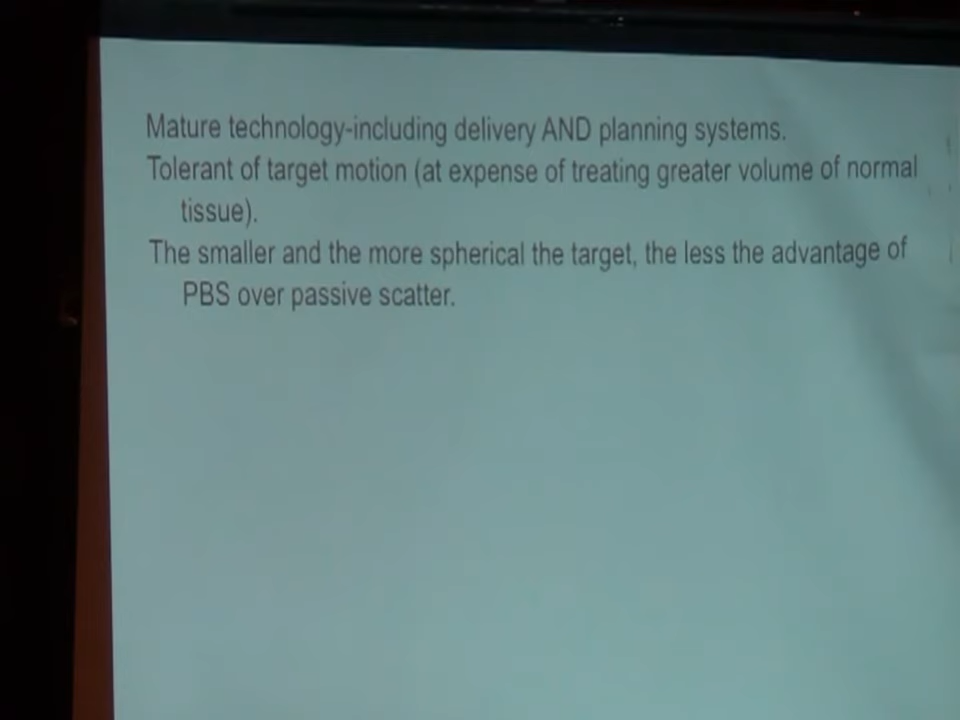 Mature technology-including delivery AND planning systems.
Tolerant of target motion (at expense of treating greater volume of normal
tissue).
The smaller and the more spherical the target, the less the advantage of
PBS over passive scatter.